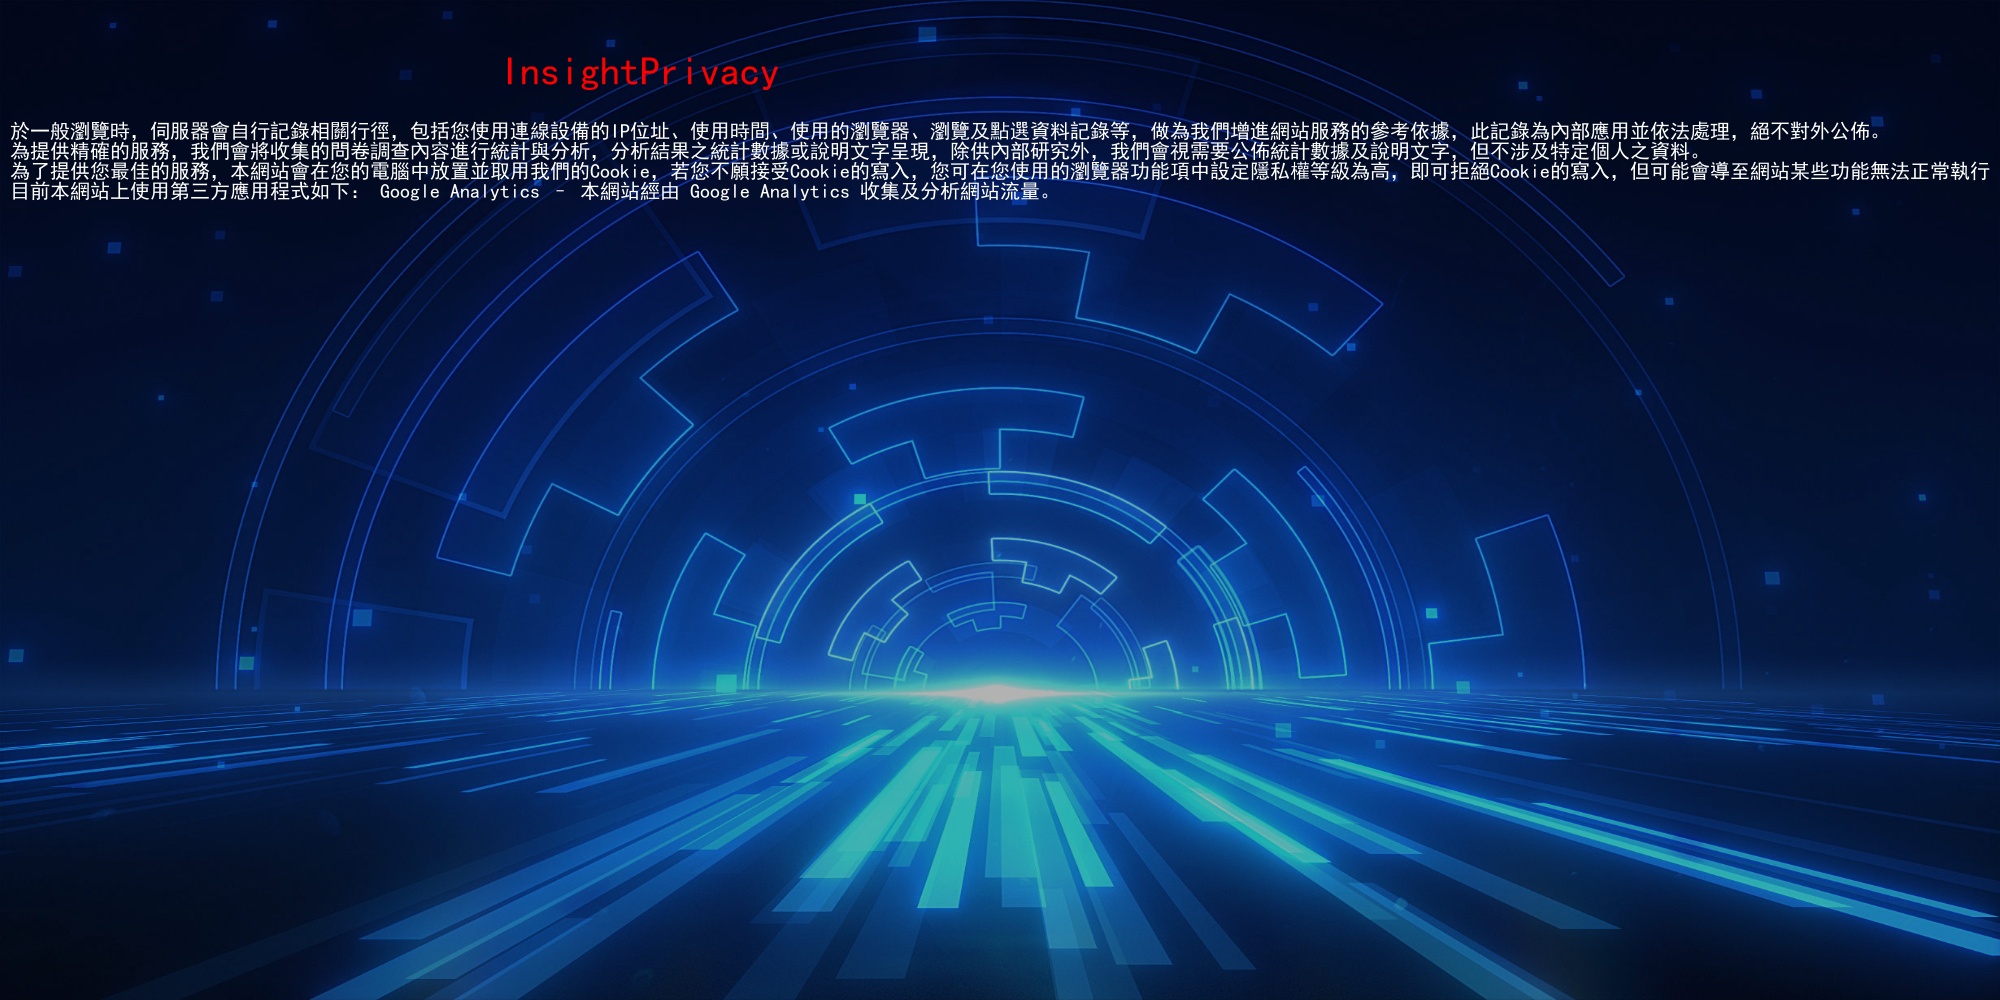 InsightPrivacy
於一般瀏覽時，伺服器會自行記錄相關行徑，包括您使用連線設備的IP位址、使用時間、使用的瀏覽器、瀏覽及點選資料記錄等，做為我們增進網站服務的參考依據，此記錄為內部應用並依法處理，絕不對外公佈。
為提供精確的服務，我們會將收集的問卷調查內容進行統計與分析，分析結果之統計數據或說明文字呈現，除供內部研究外，我們會視需要公佈統計數據及說明文字，但不涉及特定個人之資料。
為了提供您最佳的服務，本網站會在您的電腦中放置並取用我們的Cookie，若您不願接受Cookie的寫入，您可在您使用的瀏覽器功能項中設定隱私權等級為高，即可拒絕Cookie的寫入，但可能會導至網站某些功能無法正常執行
目前本網站上使用第三方應用程式如下： Google Analytics – 本網站經由 Google Analytics 收集及分析網站流量。